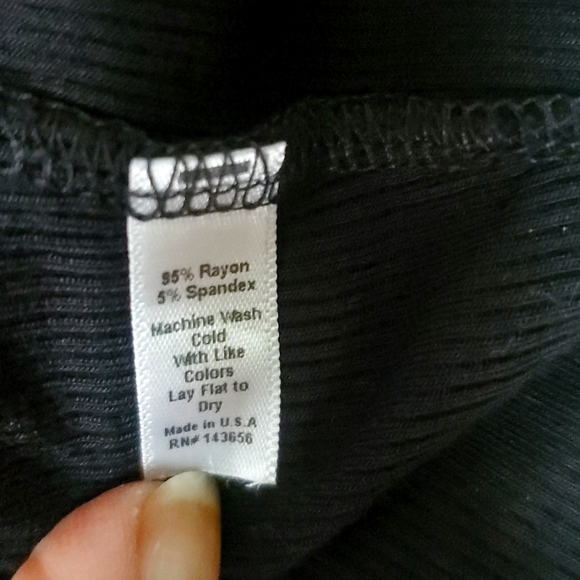 95% Rayon
5% Spandex
Machine Wash
Cold
With Like
Colors
Lay Flat to
Dry
Made in U.S.A
RN# 143656